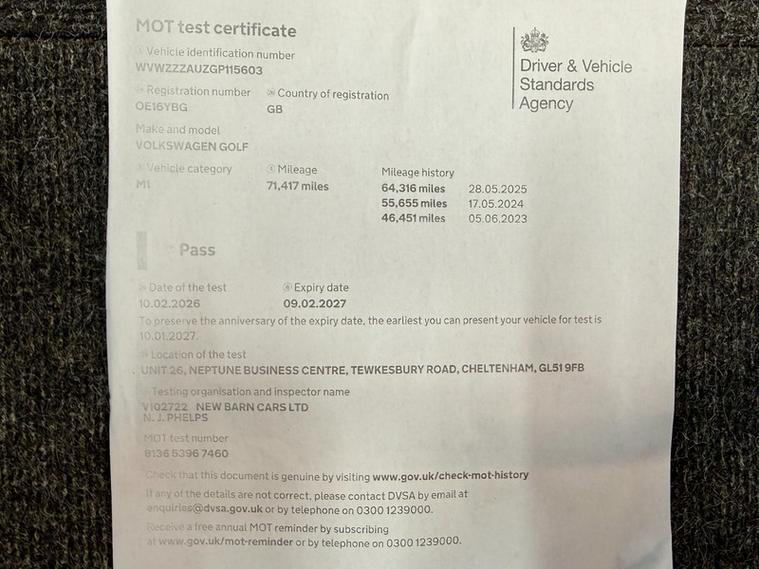 MOT test certificate
Vehicle identification number
WVWZZZAUZGP115603
Driver & Vehicle
Standards
Agency
Registration number Country of registration
OE16YBG GB
Make and model
VOLKSWAGEN GOLF
Vehicle category Mileage Mileage history
M1 71,417 miles 64,316 miles 28.05.2025
55,655 miles 17.05.2024
46,451 miles 05.06.2023
Pass
Date of the test Expiry date
10.02.2026 09.02.2027
To preserve the anniversary of the expiry date, the earliest you can present your vehicle for test is
10.01.2027.
Location of the test
UNIT 26, NEPTUNE BUSINESS CENTRE, TEWKESBURY ROAD, CHELTENHAM, GL51 9FB
Testing organisation and inspector name
V102722 NEW BARN CARS LTD
N. J. PHELPS
MOT test number
8136 5396 7460
Check that this document is genuine by visiting www.gov.uk/check-mot-history
If any of the details are not correct, please contact DVSA by email at
enquiries@dvsa.gov.uk or by telephone on 0300 1239000.
Receive a free annual MOT reminder by subscribing
at www.gov.uk/mot-reminder or by telephone on 0300 1239000.